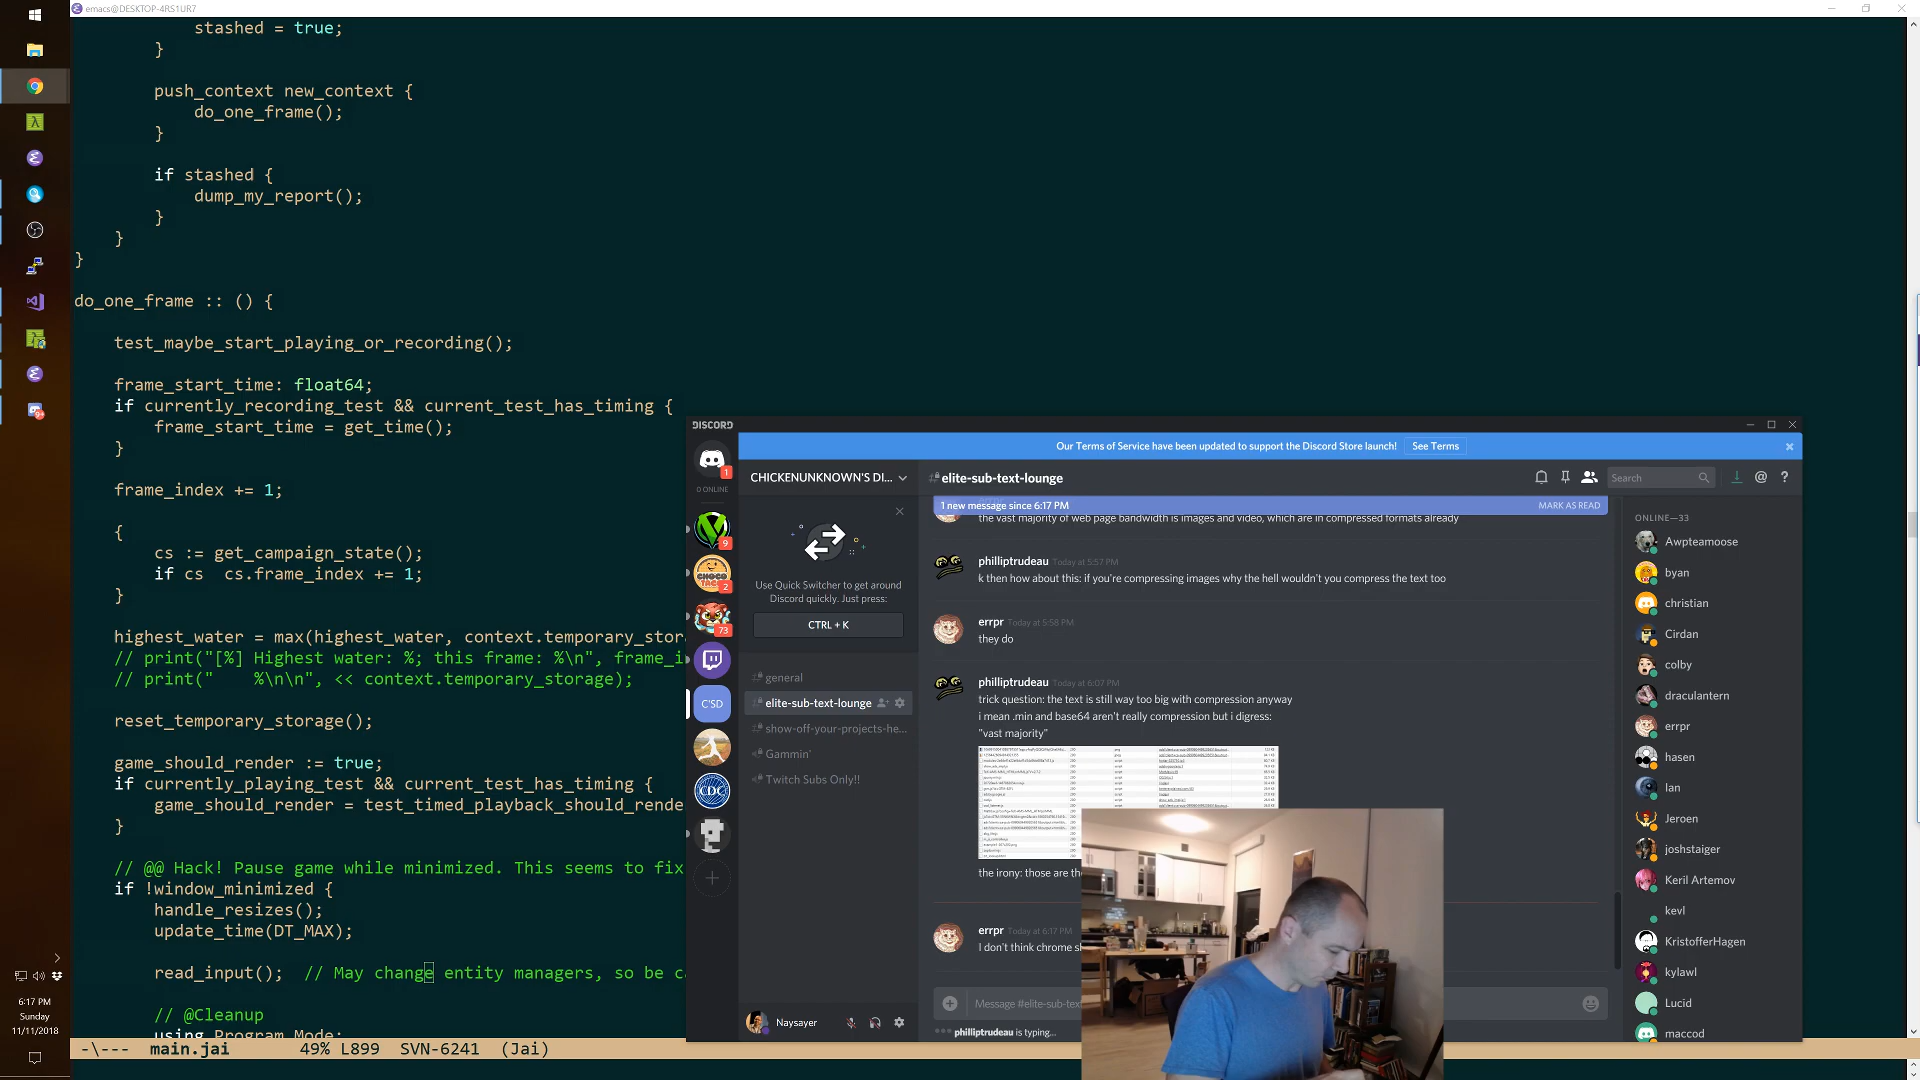 emacs@DESKTOP-4RS1UR7
stashed = true;
}
push_context new_context {
do_one_frame();
}
if stashed {
dump_my_report();
}
}
}
do_one_frame :: () {
test_maybe_start_playing_or_recording();
frame_start_time: float64;
if currently_recording_test && current_test_has_timing {
frame_start_time = get_time();
}
frame_index += 1;
{
cs := get_campaign_state();
if cs  cs.frame_index += 1;
}
highest_water = max(highest_water, context.temporary_stor
// print("[%] Highest water: %; this frame: %\n", frame_i
// print("    %\n\n", << context.temporary_storage);
reset_temporary_storage();
game_should_render := true;
if currently_playing_test && current_test_has_timing {
game_should_render = test_timed_playback_should_rende
}
// @@ Hack! Pause game while minimized. This seems to fix
if !window_minimized {
handle_resizes();
update_time(DT_MAX);
read_input();  // May change entity managers, so be c
// @Cleanup
using Program_Mode;
-\---  main.jai       49% L899  SVN-6241  (Jai)
6:17 PM
Sunday
11/11/2018
DISCORD
Our Terms of Service have been updated to support the Discord Store launch!
See Terms
1
0 ONLINE
9
2
73
C'SD
CDC
CHICKENUNKNOWN'S DI...
Use Quick Switcher to get around
Discord quickly. Just press:
CTRL + K
general
elite-sub-text-lounge
show-off-your-projects-he...
Gammin'
Twitch Subs Only!!
Naysayer
#elite-sub-text-lounge
Search
1 new message since 6:17 PM
MARK AS READ
the vast majority of web page bandwidth is images and video, which are in compressed formats already
philliptrudeau Today at 5:57 PM
k then how about this: if you're compressing images why the hell wouldn't you compress the text too
errpr Today at 5:58 PM
they do
philliptrudeau Today at 6:07 PM
trick question: the text is still way too big with compression anyway
i mean .min and base64 aren't really compression but i digress:
"vast majority"
the irony: those are the
errpr Today at 6:17 PM
I don't think chrome s
Message #elite-sub-tex
philliptrudeau is typing...
ONLINE—33
Awpteamoose
byan
christian
Cirdan
colby
draculantern
errpr
hasen
Ian
Jeroen
joshstaiger
Keril Artemov
kevl
KristofferHagen
kylawl
Lucid
maccod